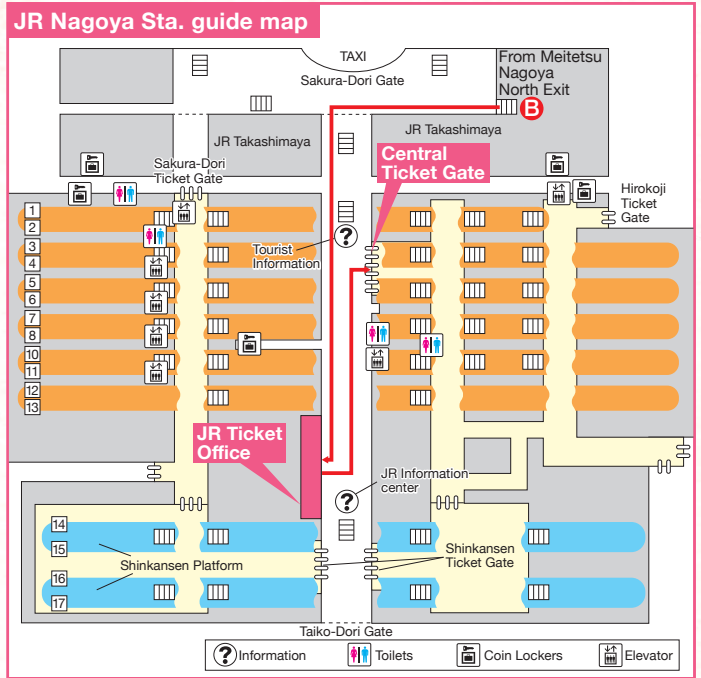 JR Nagoya Sta. guide map
TAXI
Sakura-Dori Gate
From Meitetsu
Nagoya
North Exit
B
JR Takashimaya
JR Takashimaya
Central
Ticket Gate
Sakura-Dori
Ticket Gate
Hirokoji
Ticket
Gate
1
2
3
4
5
6
7
8
10
11
12
13
?
Tourist
Information
JR Ticket
Office
JR Information
center
?
14
15
16
17
Shinkansen Platform
Shinkansen
Ticket Gate
Taiko-Dori Gate
? Information
Toilets
Coin Lockers
Elevator